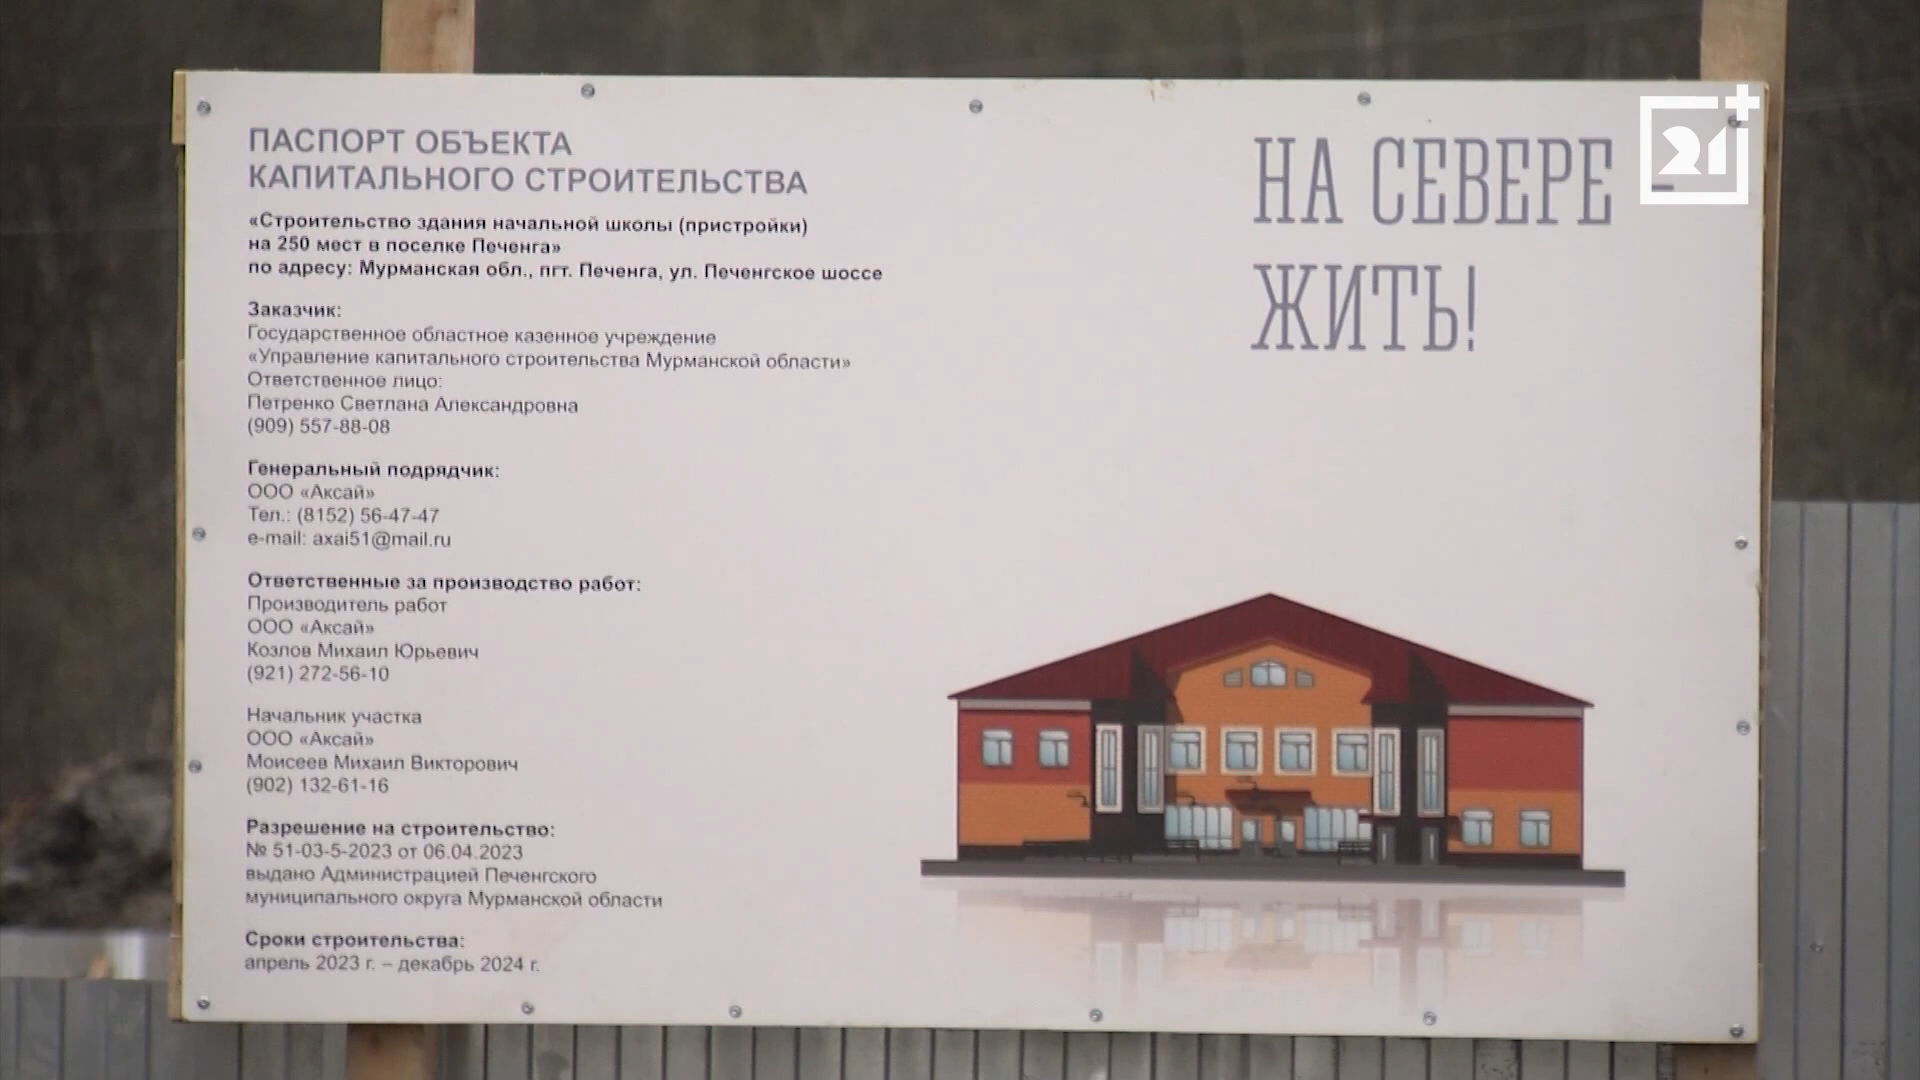 ПАСПОРТ ОБЪЕКТА
КАПИТАЛЬНОГО СТРОИТЕЛЬСТВА
«Строительство здания начальной школы (пристройки)
на 250 мест в поселке Печенга»
по адресу: Мурманская обл., пгт. Печенга, ул. Печенгское шоссе
Заказчик:
Государственное областное казенное учреждение
«Управление капитального строительства Мурманской области»
Ответственное лицо:
Петренко Светлана Александровна
(909) 557-88-08
Генеральный подрядчик:
ООО «Аксай»
Тел.: (8152) 56-47-47
e-mail: axai51@mail.ru
Ответственные за производство работ:
Производитель работ
ООО «Аксай»
Козлов Михаил Юрьевич
(921) 272-56-10
Начальник участка
ООО «Аксай»
Моисеев Михаил Викторович
(902) 132-61-16
Разрешение на строительство:
№ 51-03-5-2023 от 06.04.2023
выдано Администрацией Печенгского
муниципального округа Мурманской области
Сроки строительства:
апрель 2023 г. – декабрь 2024 г.
НА СЕВЕРЕ –
ЖИТЬ!
21+